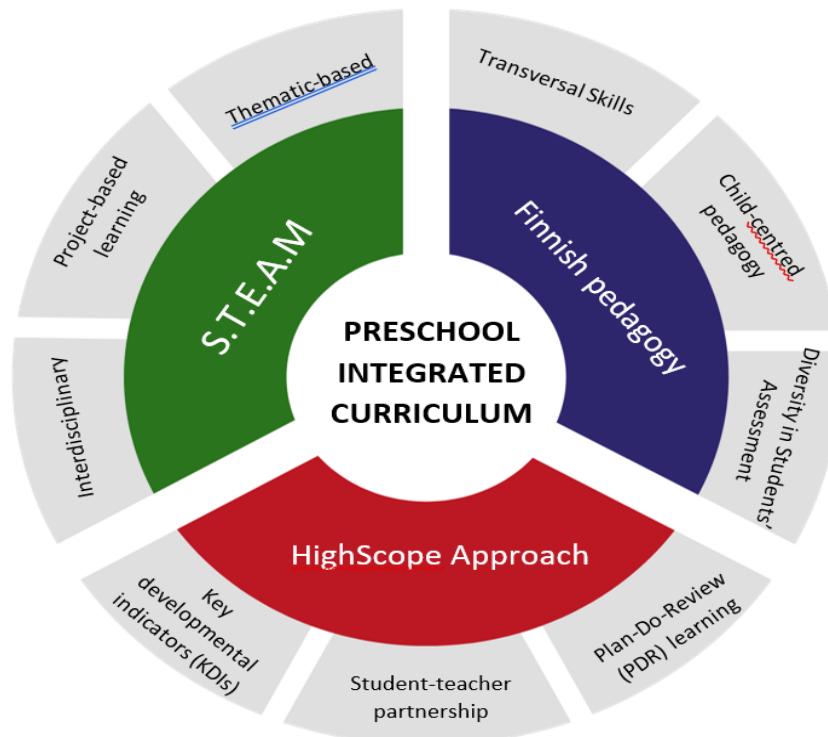 Thematic-based
Transversal Skills
Project-based
learning
Child-centred
pedagogy
S.T.E.A.M
Finnish pedagogy
PRESCHOOL
INTEGRATED
CURRICULUM
Interdisciplinary
Diversity in Students'
Assessment
HighScope Approach
Key
developmental
indicators (KDIs)
Student-teacher
partnership
Plan-Do-Review
(PDR) learning